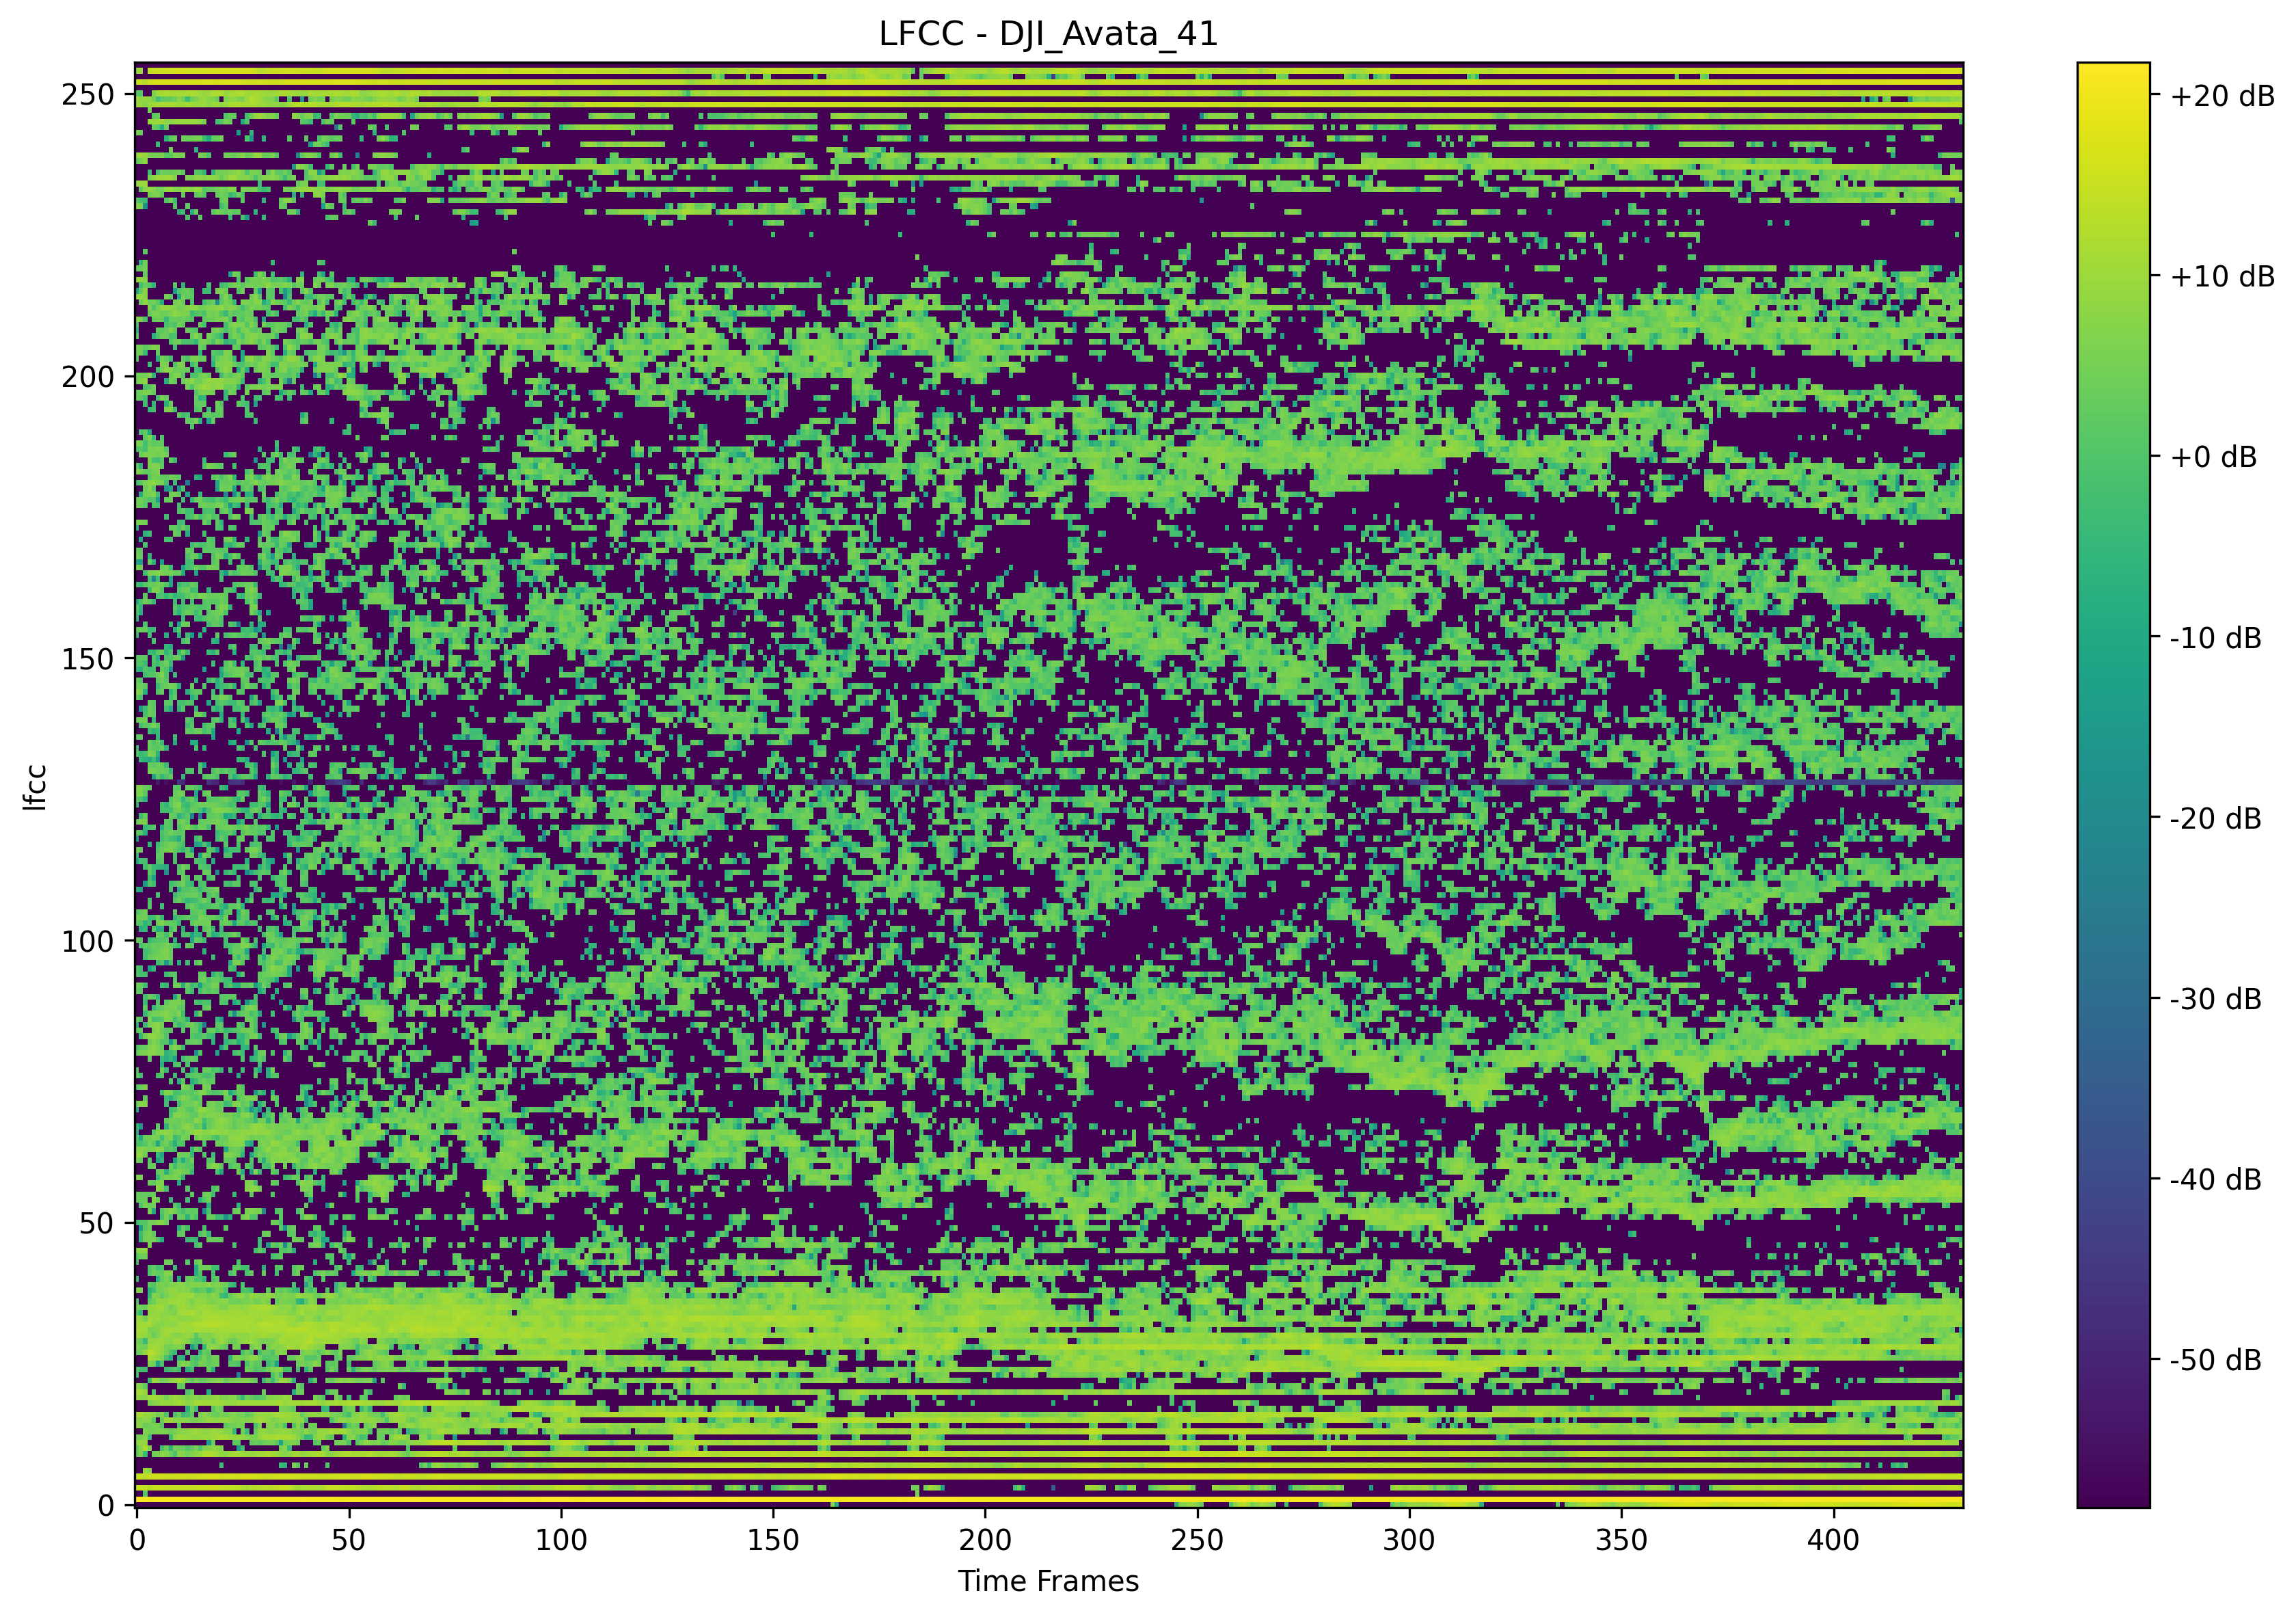 LFCC - DJI_Avata_41
250
200
150
100
50
0
lfcc
0 50 100 150 200 250 300 350 400
Time Frames
+20 dB
+10 dB
+0 dB
-10 dB
-20 dB
-30 dB
-40 dB
-50 dB